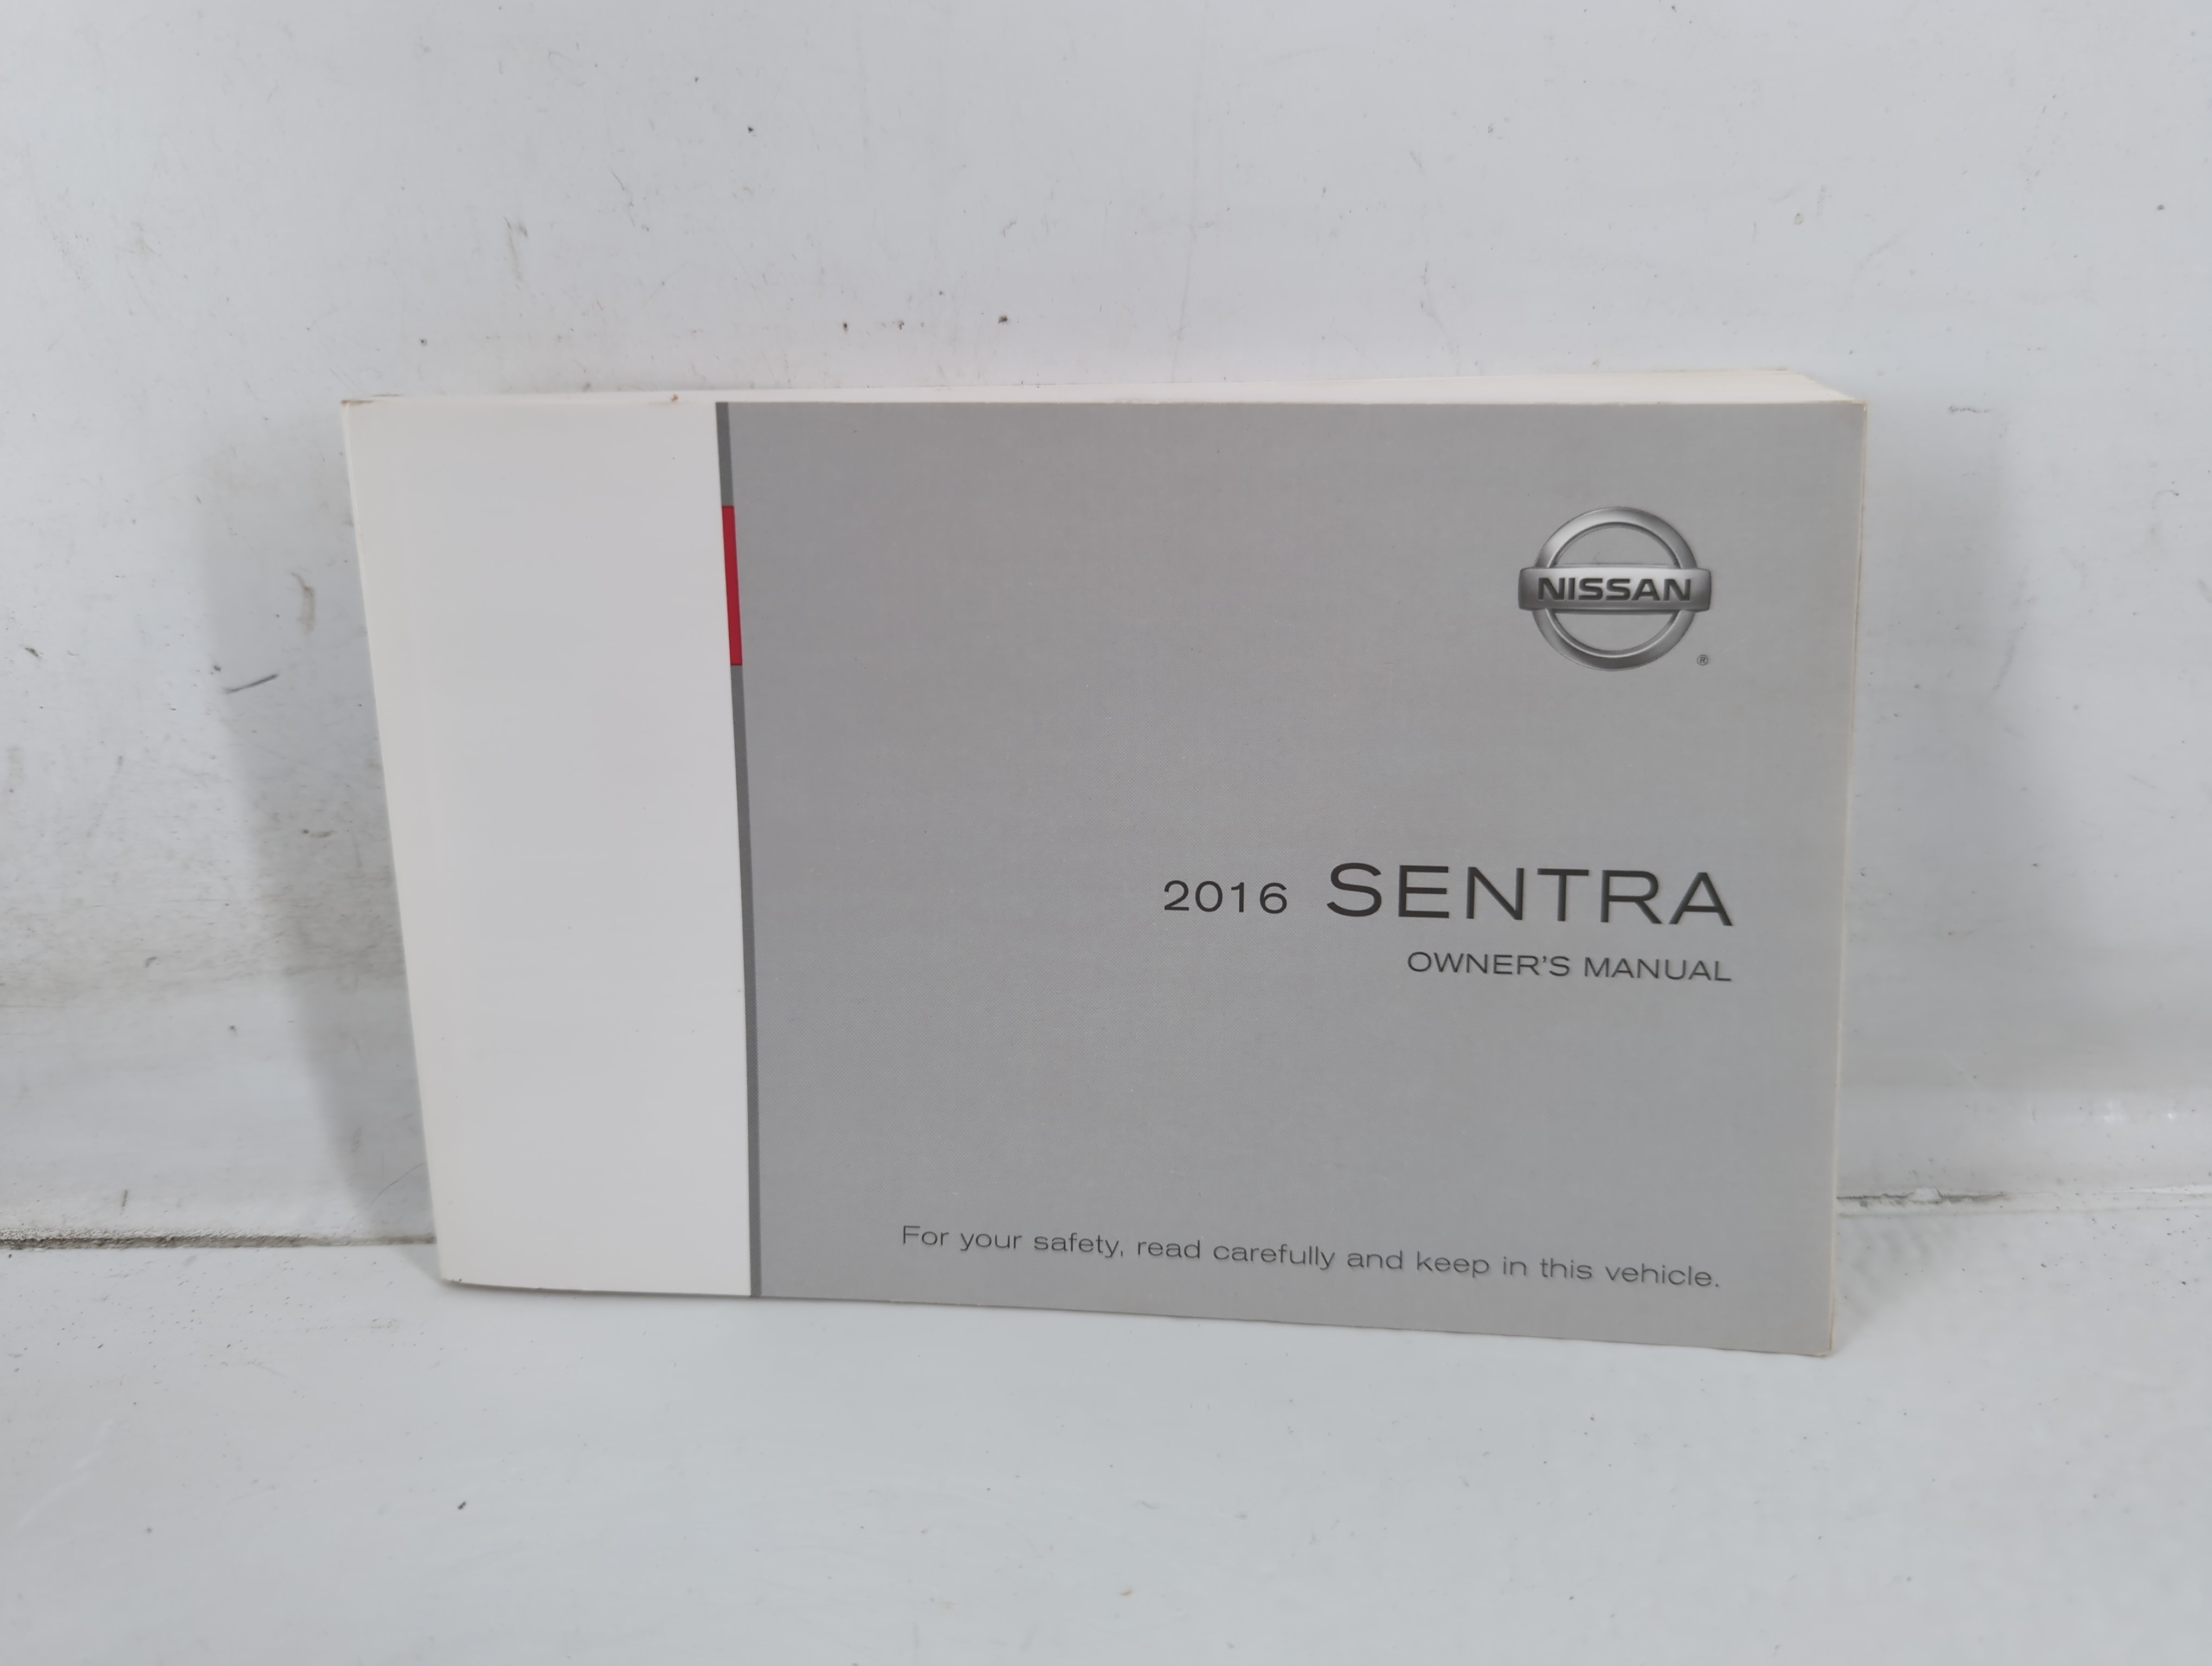 NISSAN
®
2016 SENTRA
OWNER'S MANUAL
For your safety, read carefully and keep in this vehicle.